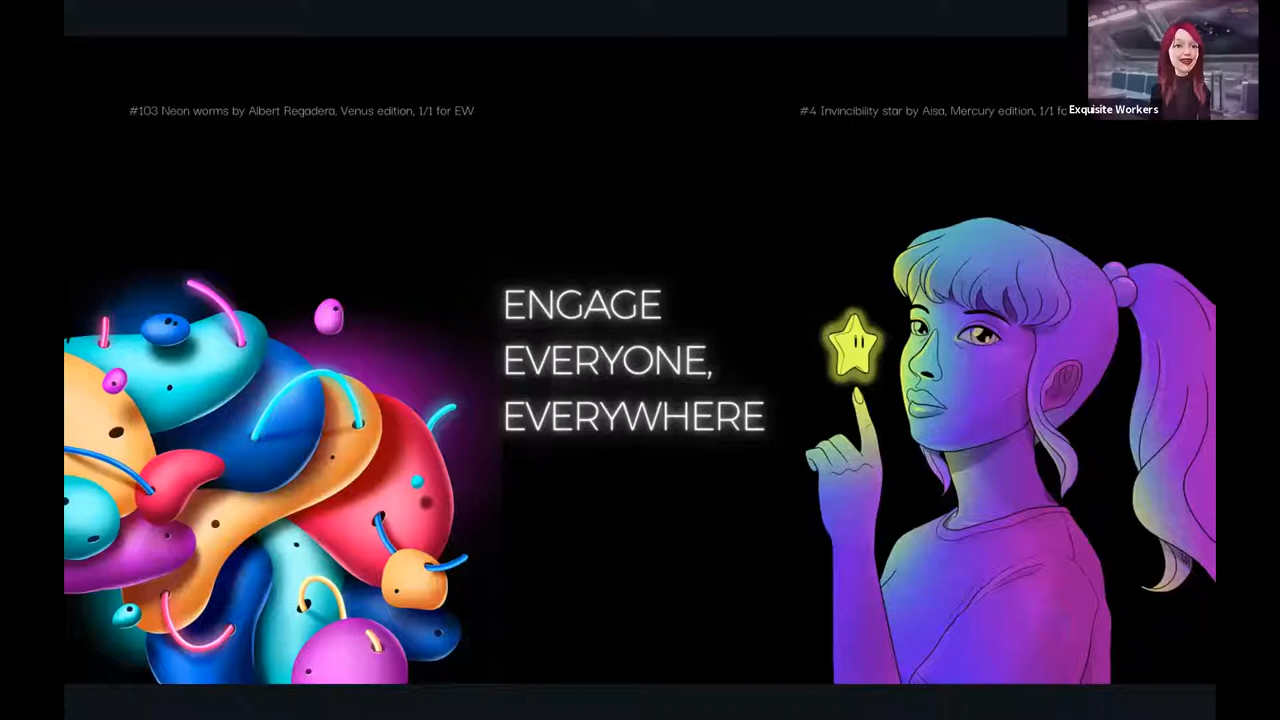 #103 Neon worms by Albert Regadera, Venus edition, 1/1 for EW
#4 Invincibility star by Aisa, Mercury edition, 1/1 fo
Exquisite Workers
ENGAGE
EVERYONE,
EVERYWHERE